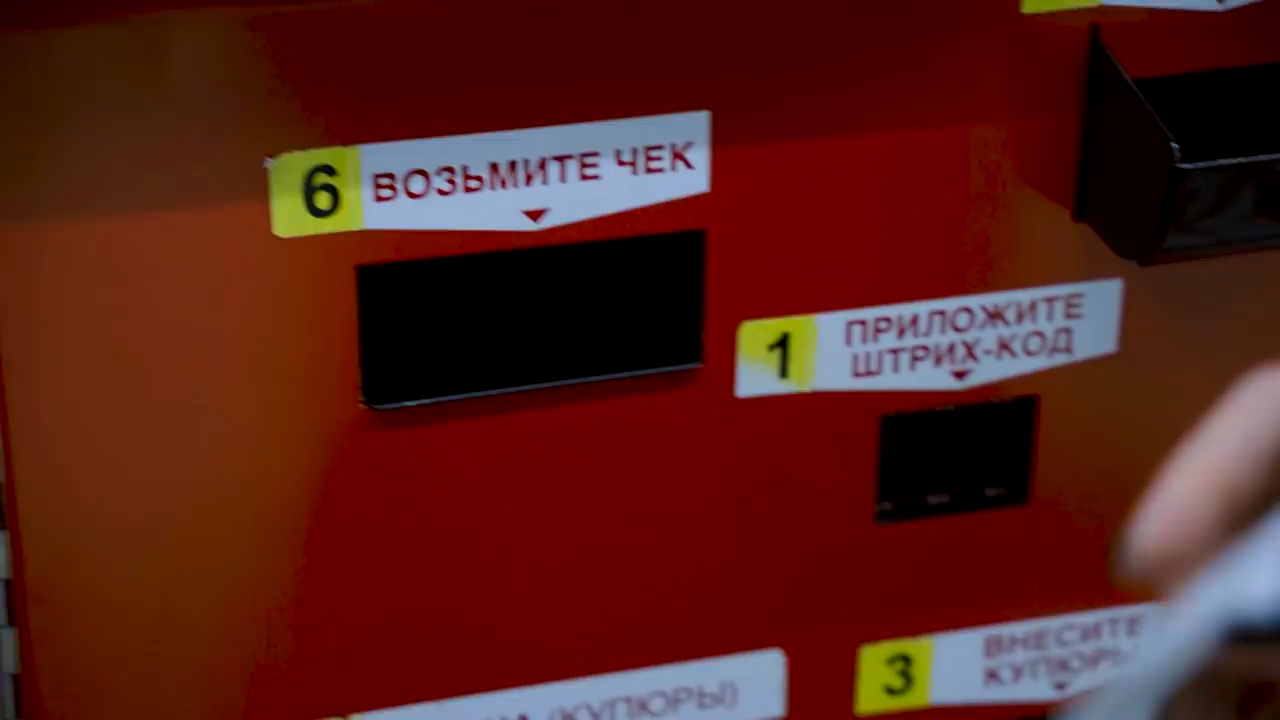 6 ВОЗЬМИТЕ ЧЕК
1 ПРИЛОЖИТЕ
ШТРИХ-КОД
3 ВНЕСИТЕ
КУПЮРЫ
(КУПЮРЫ)